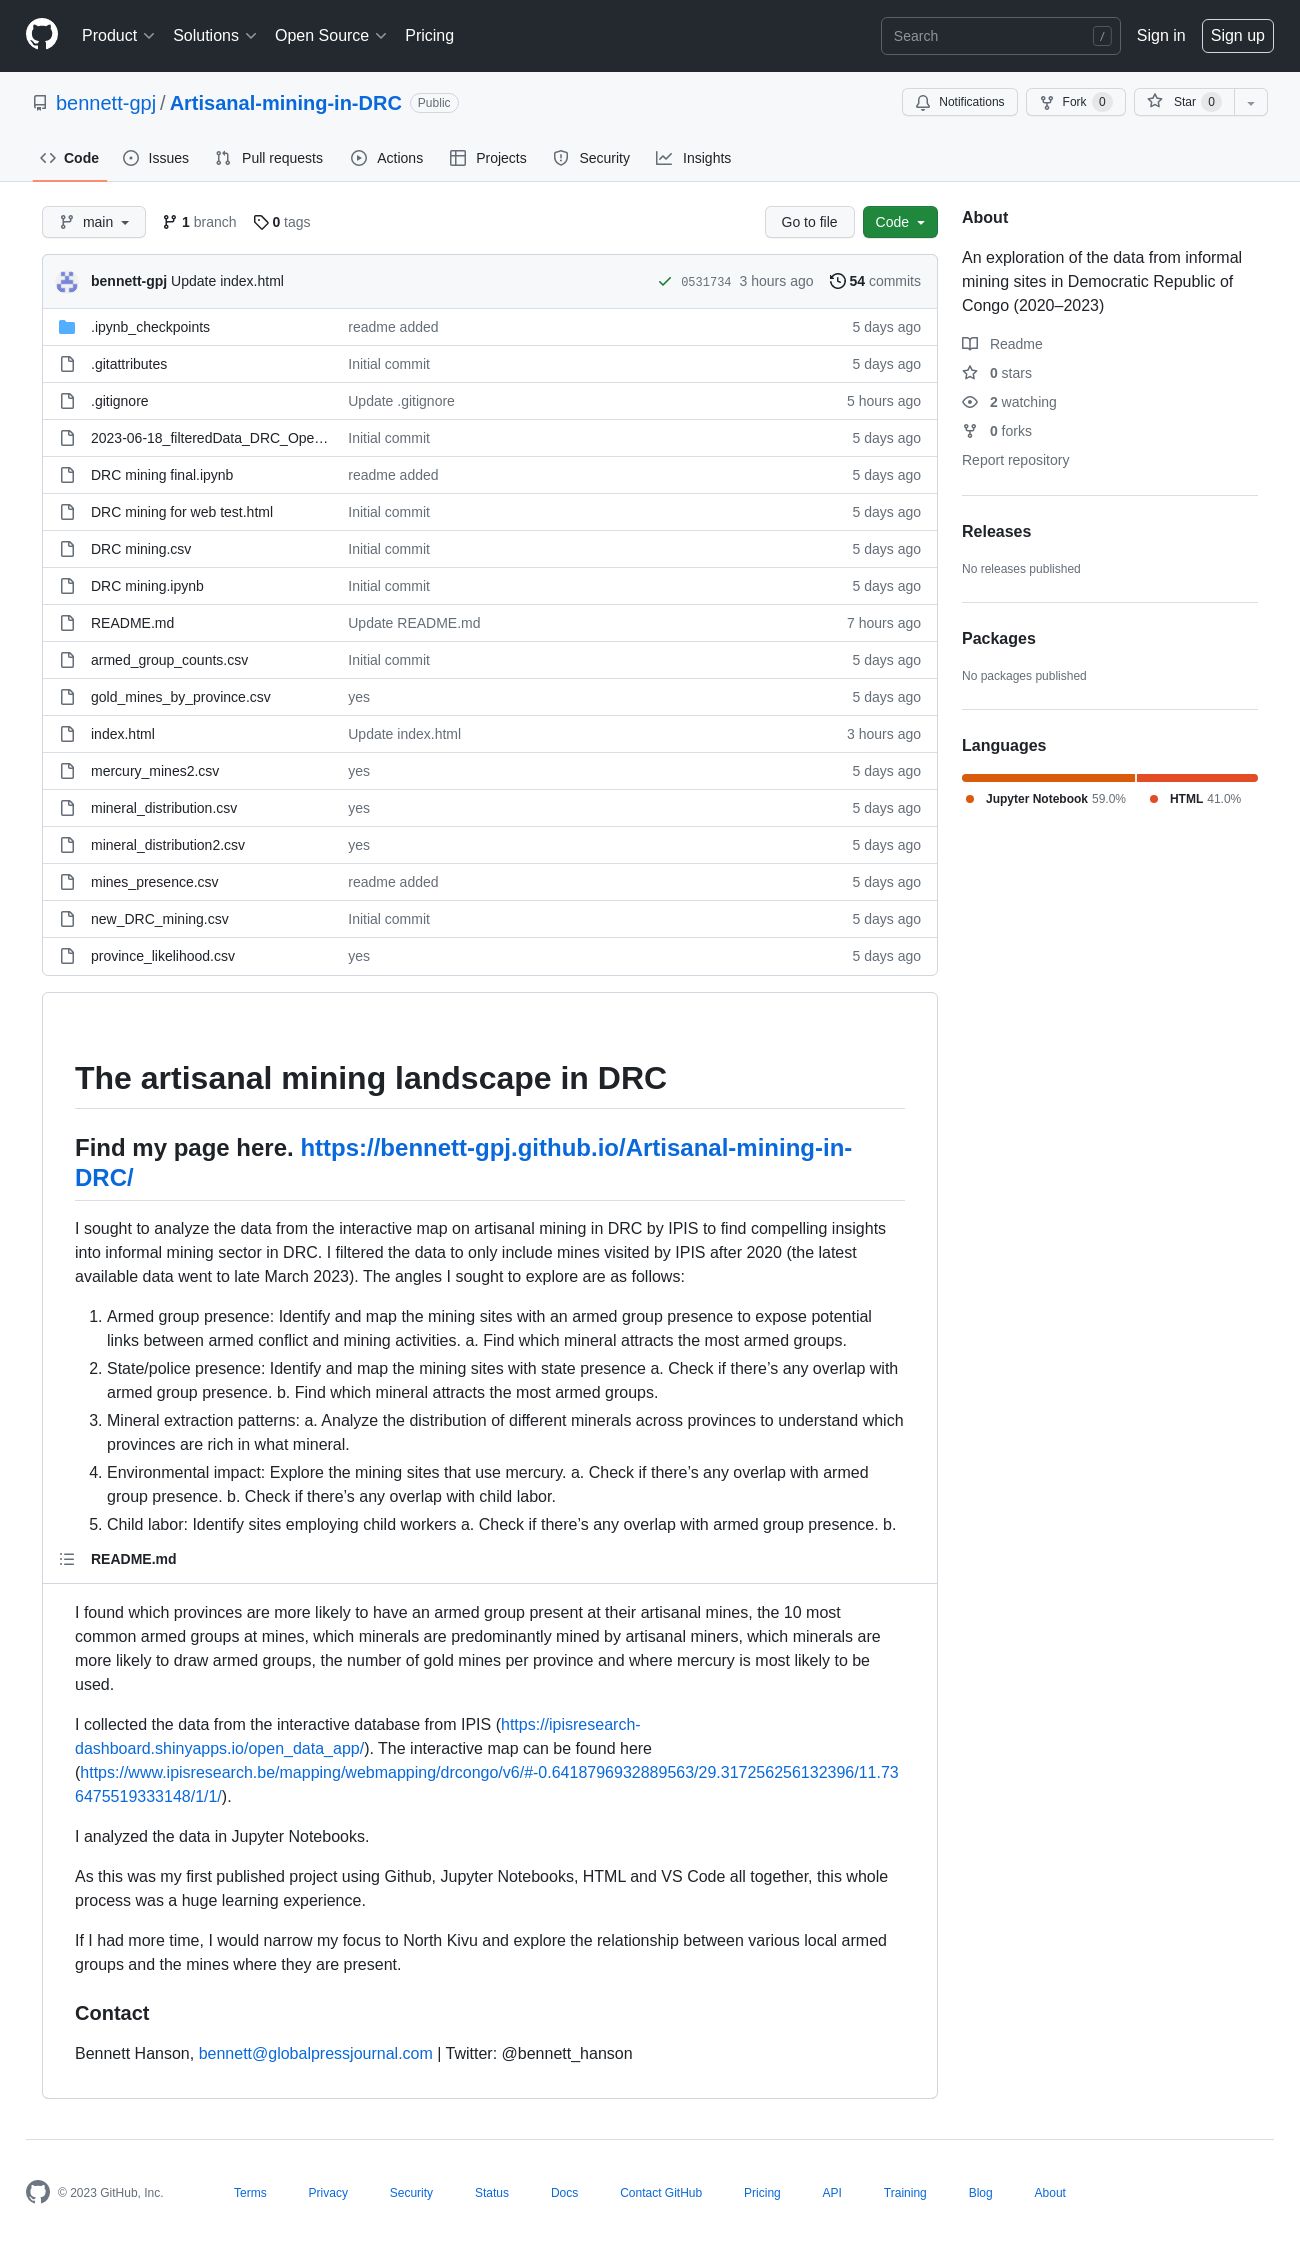 Product Solutions Open Source Pricing Search / Sign in Sign up
bennett-gpj / Artisanal-mining-in-DRC Public Notifications Fork 0 Star 0
Code Issues Pull requests Actions Projects Security Insights
main 1 branch 0 tags Go to file Code
bennett-gpj Update index.html 0531734 3 hours ago 54 commits
.ipynb_checkpoints readme added 5 days ago
.gitattributes Initial commit 5 days ago
.gitignore Update .gitignore 5 hours ago
2023-06-18_filteredData_DRC_Ope… Initial commit 5 days ago
DRC mining final.ipynb readme added 5 days ago
DRC mining for web test.html Initial commit 5 days ago
DRC mining.csv Initial commit 5 days ago
DRC mining.ipynb Initial commit 5 days ago
README.md Update README.md 7 hours ago
armed_group_counts.csv Initial commit 5 days ago
gold_mines_by_province.csv yes 5 days ago
index.html Update index.html 3 hours ago
mercury_mines2.csv yes 5 days ago
mineral_distribution.csv yes 5 days ago
mineral_distribution2.csv yes 5 days ago
mines_presence.csv readme added 5 days ago
new_DRC_mining.csv Initial commit 5 days ago
province_likelihood.csv yes 5 days ago
The artisanal mining landscape in DRC
Find my page here. https://bennett-gpj.github.io/Artisanal-mining-in-
DRC/
I sought to analyze the data from the interactive map on artisanal mining in DRC by IPIS to find compelling insights
into informal mining sector in DRC. I filtered the data to only include mines visited by IPIS after 2020 (the latest
available data went to late March 2023). The angles I sought to explore are as follows:
1. Armed group presence: Identify and map the mining sites with an armed group presence to expose potential
links between armed conflict and mining activities. a. Find which mineral attracts the most armed groups.
2. State/police presence: Identify and map the mining sites with state presence a. Check if there’s any overlap with
armed group presence. b. Find which mineral attracts the most armed groups.
3. Mineral extraction patterns: a. Analyze the distribution of different minerals across provinces to understand which
provinces are rich in what mineral.
4. Environmental impact: Explore the mining sites that use mercury. a. Check if there’s any overlap with armed
group presence. b. Check if there’s any overlap with child labor.
5. Child labor: Identify sites employing child workers a. Check if there’s any overlap with armed group presence. b.
README.md
I found which provinces are more likely to have an armed group present at their artisanal mines, the 10 most
common armed groups at mines, which minerals are predominantly mined by artisanal miners, which minerals are
more likely to draw armed groups, the number of gold mines per province and where mercury is most likely to be
used.
I collected the data from the interactive database from IPIS (https://ipisresearch-
dashboard.shinyapps.io/open_data_app/). The interactive map can be found here
(https://www.ipisresearch.be/mapping/webmapping/drcongo/v6/#-0.6418796932889563/29.317256256132396/11.73
6475519333148/1/1/).
I analyzed the data in Jupyter Notebooks.
As this was my first published project using Github, Jupyter Notebooks, HTML and VS Code all together, this whole
process was a huge learning experience.
If I had more time, I would narrow my focus to North Kivu and explore the relationship between various local armed
groups and the mines where they are present.
Contact
Bennett Hanson, bennett@globalpressjournal.com | Twitter: @bennett_hanson
About
An exploration of the data from informal
mining sites in Democratic Republic of
Congo (2020–2023)
Readme
0 stars
2 watching
0 forks
Report repository
Releases
No releases published
Packages
No packages published
Languages
Jupyter Notebook 59.0% HTML 41.0%
© 2023 GitHub, Inc. Terms Privacy Security Status Docs Contact GitHub Pricing API Training Blog About